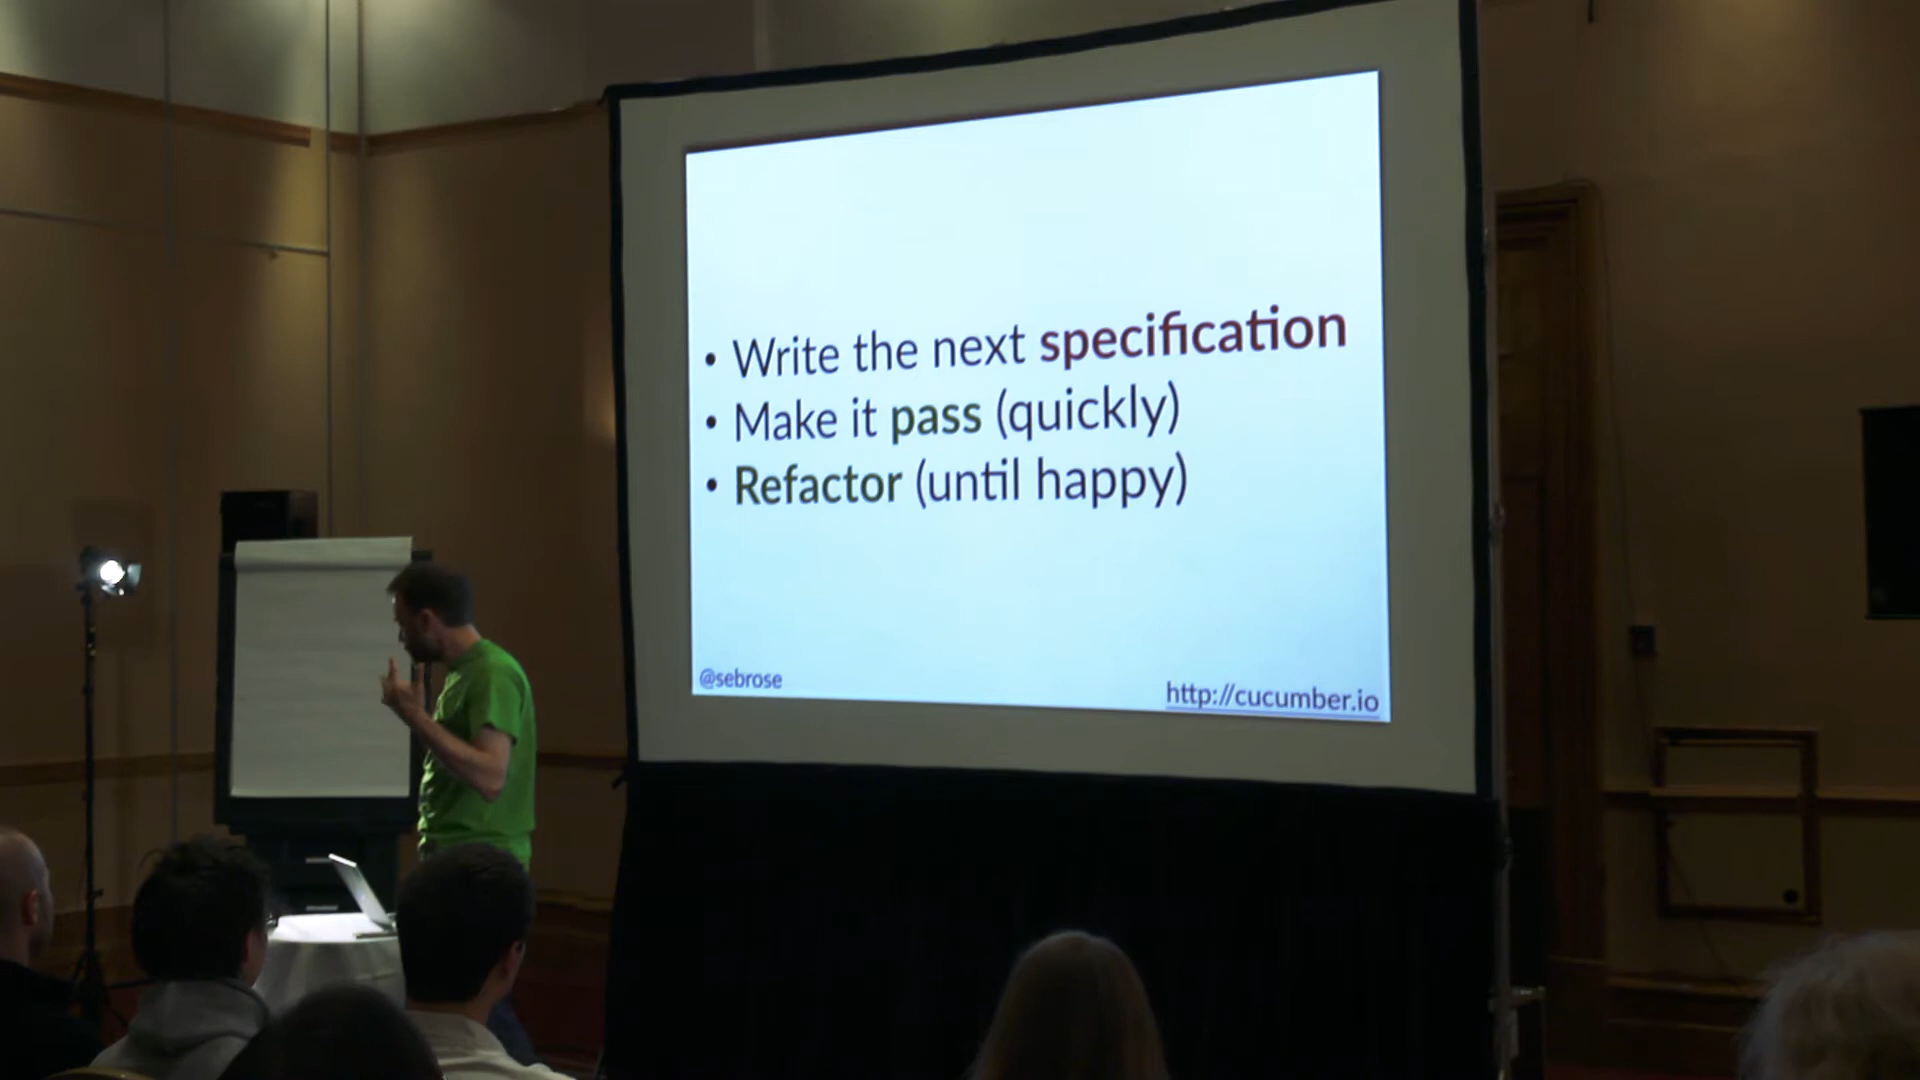 • Write the next specification
• Make it pass (quickly)
• Refactor (until happy)
@sebrose
http://cucumber.io